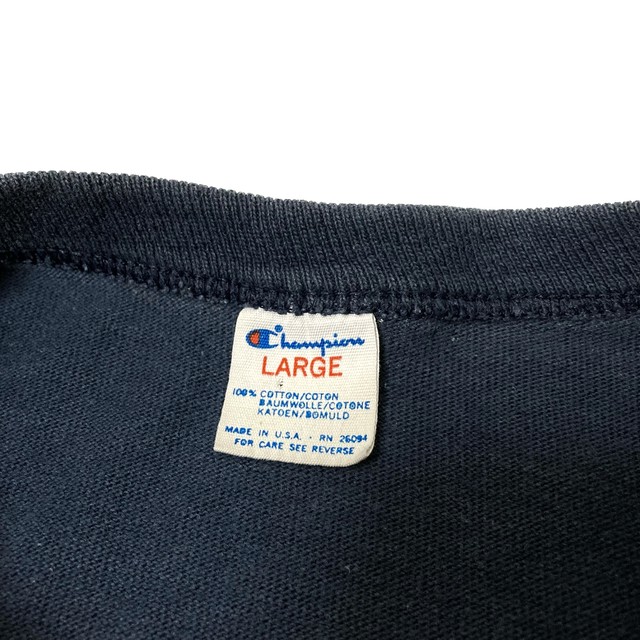 Champion
LARGE
100% COTTON/COTON
BAUMWOLLE/COTONE
KATOEN/BOMULD
MADE IN U.S.A. · RN 26094
FOR CARE SEE REVERSE